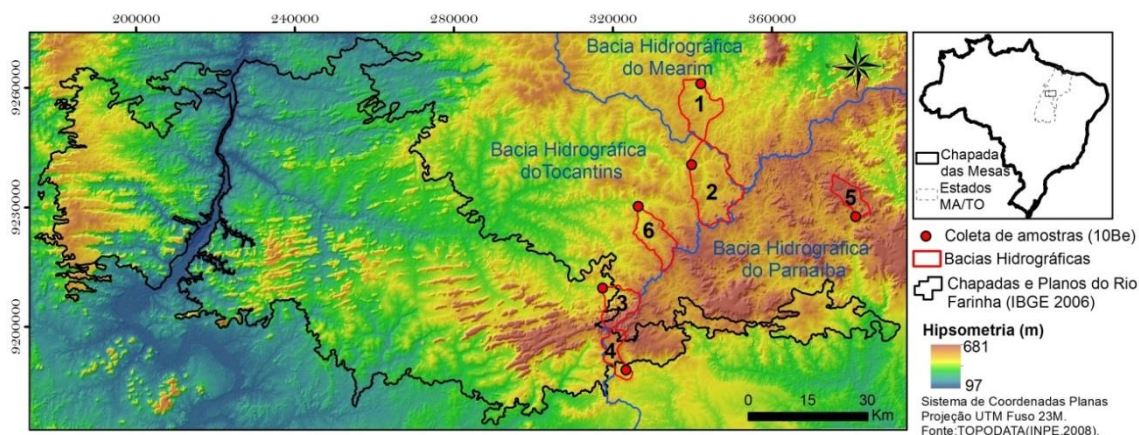 200000 240000 280000 320000 360000
9260000
9230000
9200000
Bacia Hidrográfica
do Mearim
1
Bacia Hidrográfica
doTocantins
2
5
6
Bacia Hidrográfica
do Parnaíba
3
4
0 15 30
Km
Chapada
das Mesas
Estados
MA/TO
Coleta de amostras (10Be)
Bacias Hidrográficas
Chapadas e Planos do Rio
Farinha (IBGE 2006)
Hipsometria (m)
681
97
Sistema de Coordenadas Planas
Projeção UTM Fuso 23M.
Fonte:TOPODATA(INPE,2008).